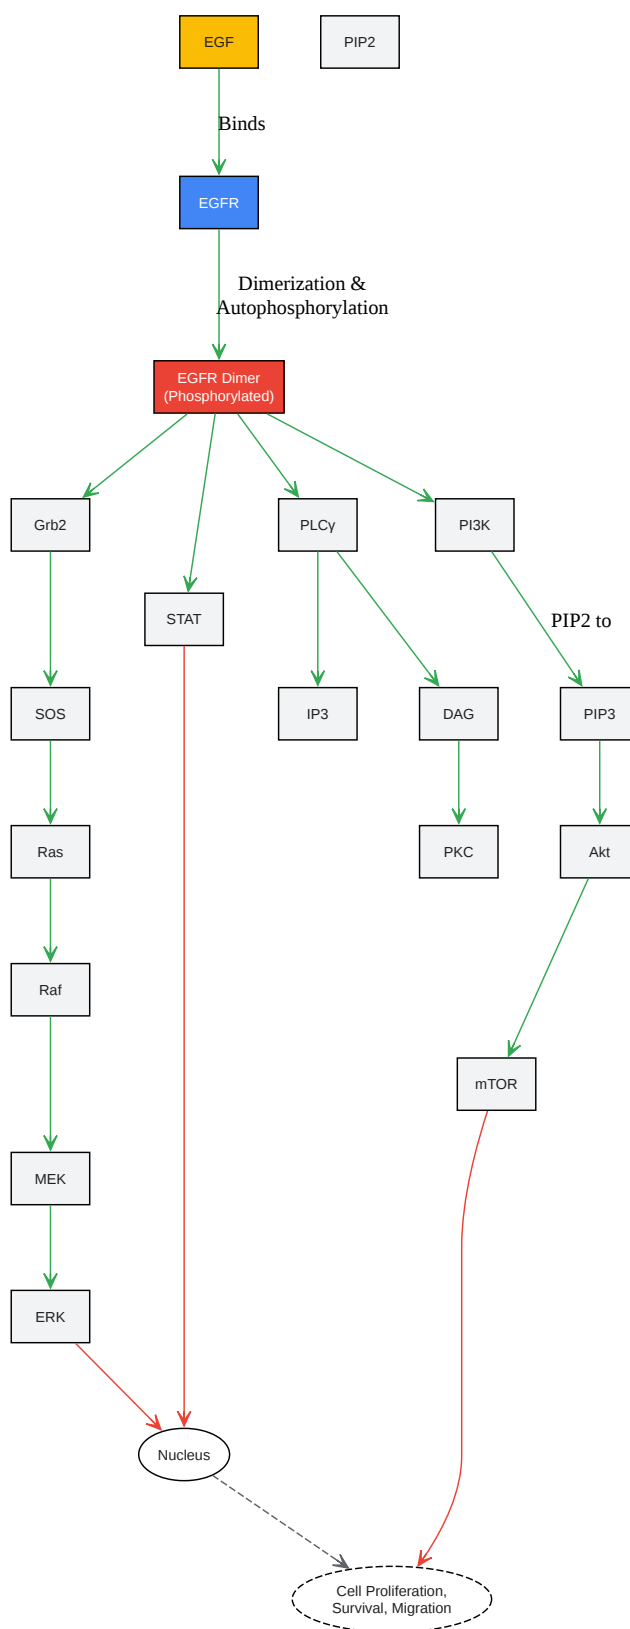 EGF
PIP2
Binds
EGFR
Dimerization &
Autophosphorylation
EGFR Dimer
(Phosphorylated)
Grb2
PLCγ
PI3K
STAT
PIP2 to
SOS
IP3
DAG
PIP3
Ras
PKC
Akt
Raf
mTOR
MEK
ERK
Nucleus
Cell Proliferation,
Survival, Migration